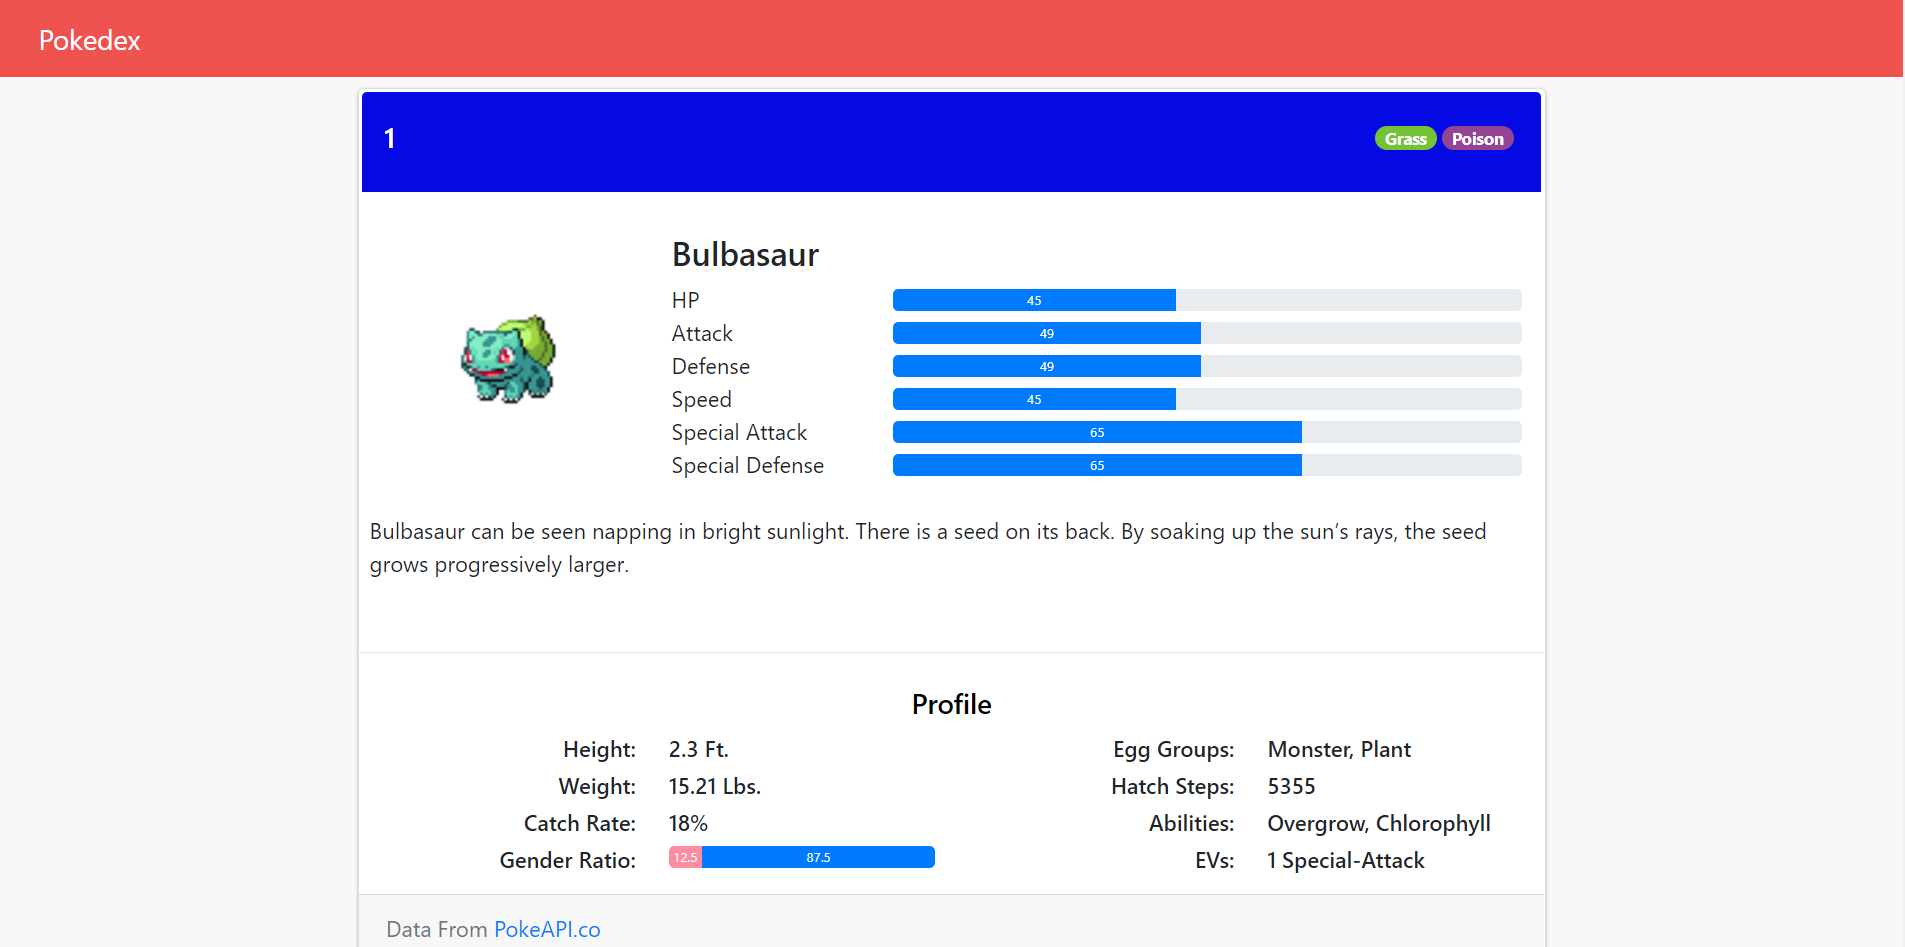 Pokedex
1 Grass Poison
Bulbasaur
HP 45
Attack 49
Defense 49
Speed 45
Special Attack 65
Special Defense 65
Bulbasaur can be seen napping in bright sunlight. There is a seed on its back. By soaking up the sun’s rays, the seed
grows progressively larger.
Profile
Height: 2.3 Ft. Egg Groups: Monster, Plant
Weight: 15.21 Lbs. Hatch Steps: 5355
Catch Rate: 18% Abilities: Overgrow, Chlorophyll
Gender Ratio: 12.5 87.5 EVs: 1 Special-Attack
Data From PokeAPI.co